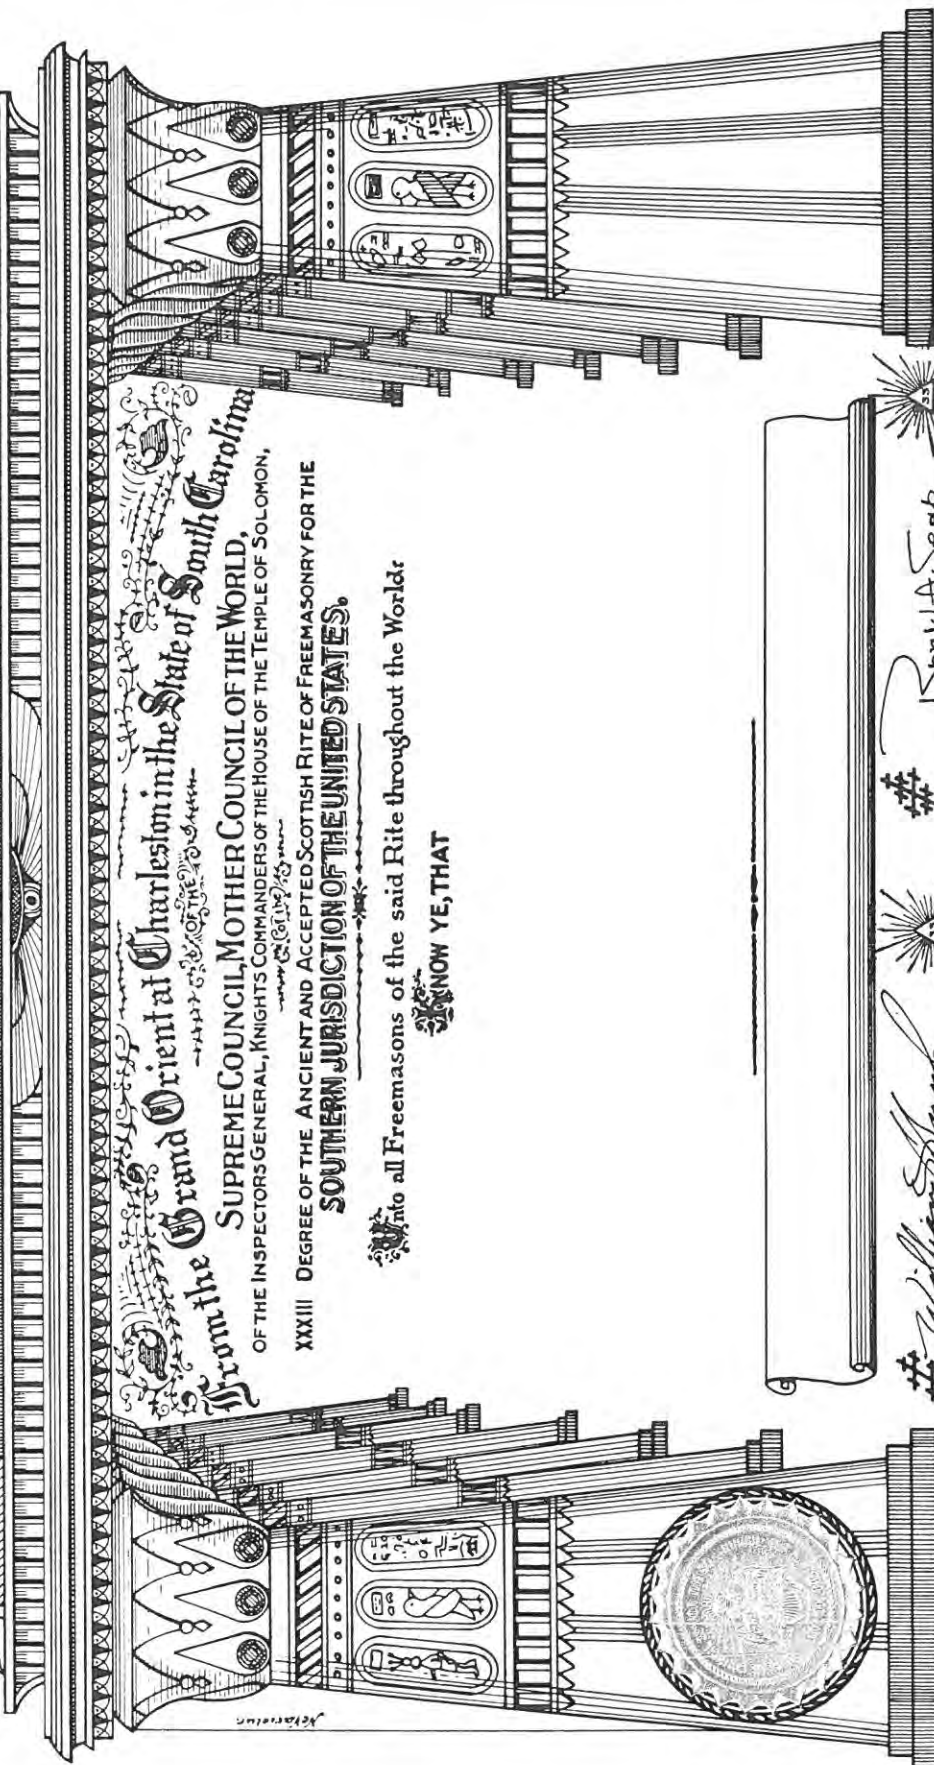 From the Grand Orient at Charleston in the State of South Carolina
OF THE
SUPREME COUNCIL, MOTHER COUNCIL OF THE WORLD,
OF THE INSPECTORS GENERAL, KNIGHTS COMMANDERS OF THE HOUSE OF THE TEMPLE OF SOLOMON,
of the
XXXIII DEGREE OF THE ANCIENT AND ACCEPTED SCOTTISH RITE OF FREEMASONRY FOR THE
SOUTHERN JURISDICTION OF THE UNITED STATES.
Unto all Freemasons of the said Rite throughout the World:
KNOW YE, THAT
33